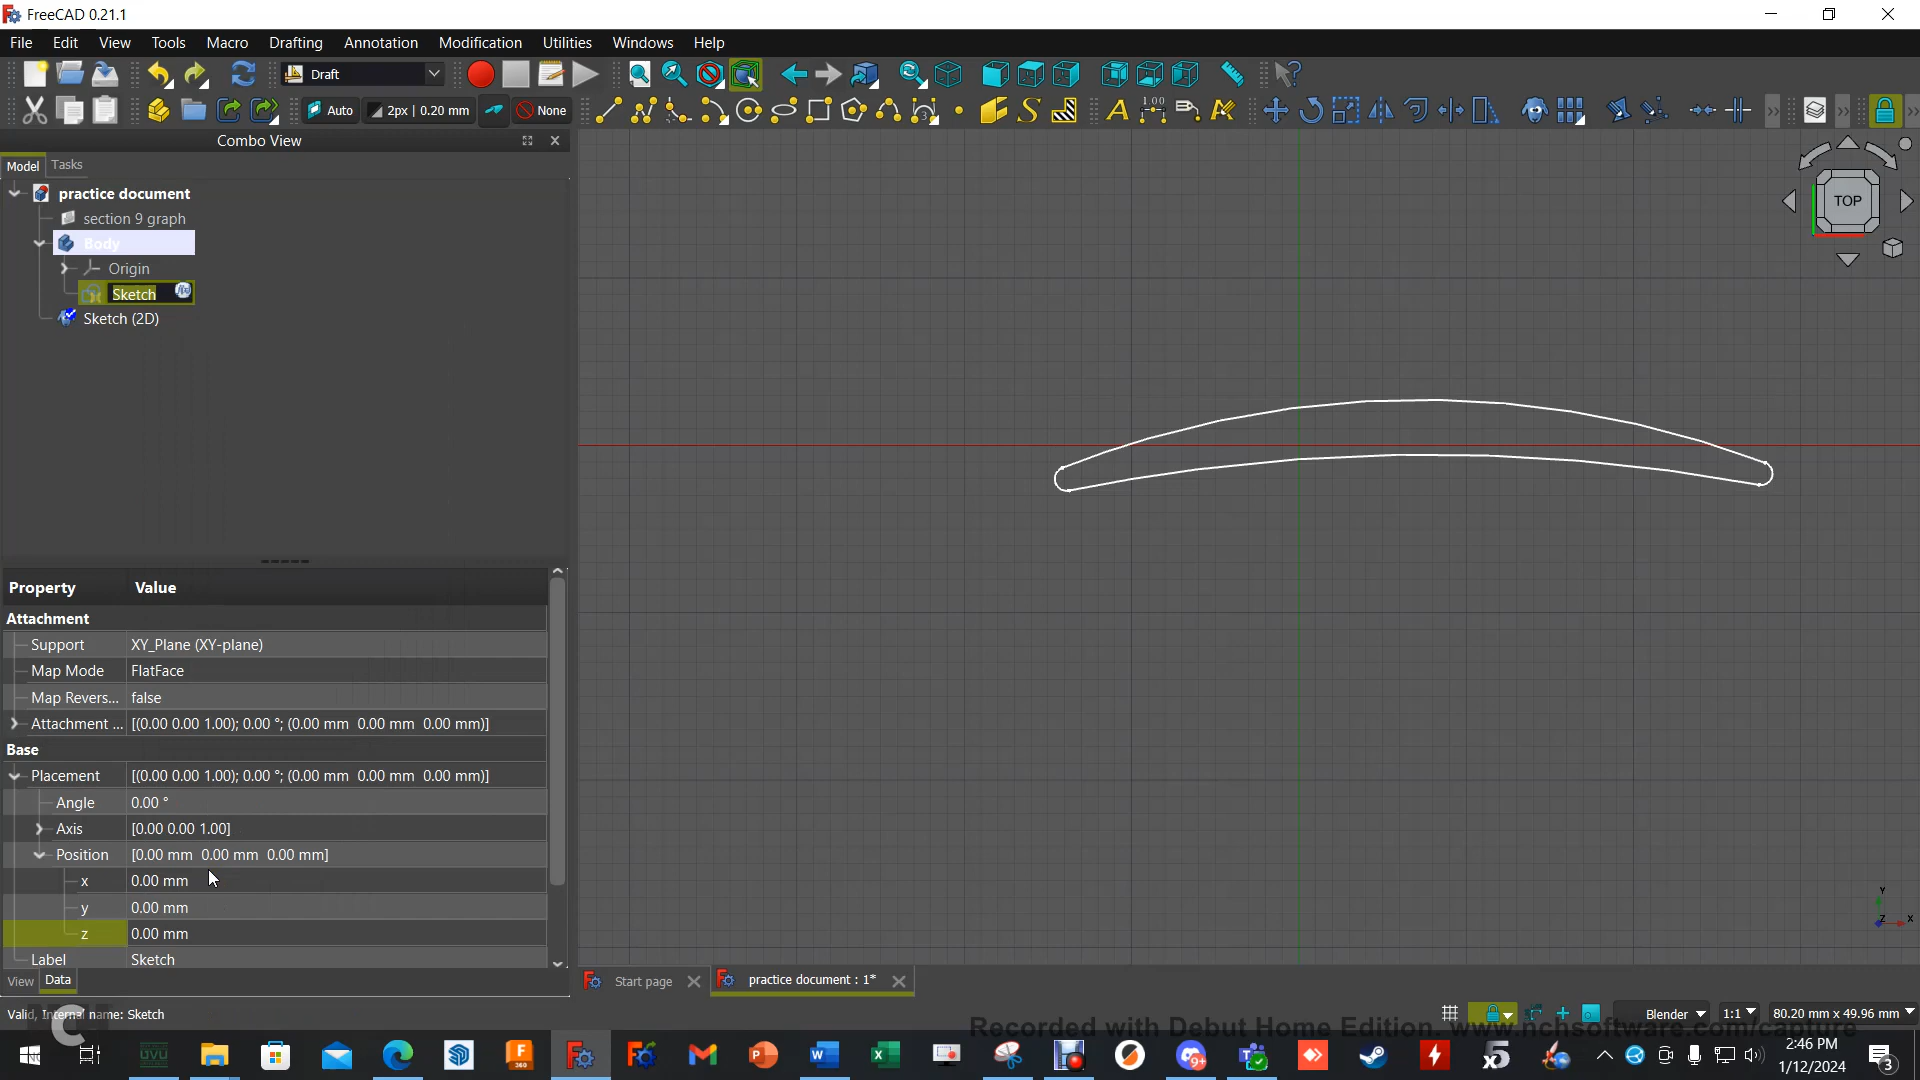 FreeCAD 0.21.1
File Edit View Tools Macro Drafting Annotation Modification Utilities Windows Help
Draft
Auto 2px | 0.20 mm None
Combo View
Model Tasks
practice document
section 9 graph
Body
Origin
Sketch
Sketch (2D)
TOP
Property Value
Attachment
Support XY_Plane (XY-plane)
Map Mode FlatFace
Map Revers... false
Attachment ... [(0.00 0.00 1.00); 0.00 °; (0.00 mm 0.00 mm 0.00 mm)]
Base
Placement [(0.00 0.00 1.00); 0.00 °; (0.00 mm 0.00 mm 0.00 mm)]
Angle 0.00 °
Axis [0.00 0.00 1.00]
Position [0.00 mm 0.00 mm 0.00 mm]
x 0.00 mm
y 0.00 mm
z 0.00 mm
Label Sketch
View Data
Start page practice document : 1*
Y
Z X
Valid, Internal name: Sketch
Blender 1:1 80.20 mm x 49.96 mm
Recorded with Debut Home Edition. www.nchsoftware.com/capture
2:46 PM
1/12/2024
3